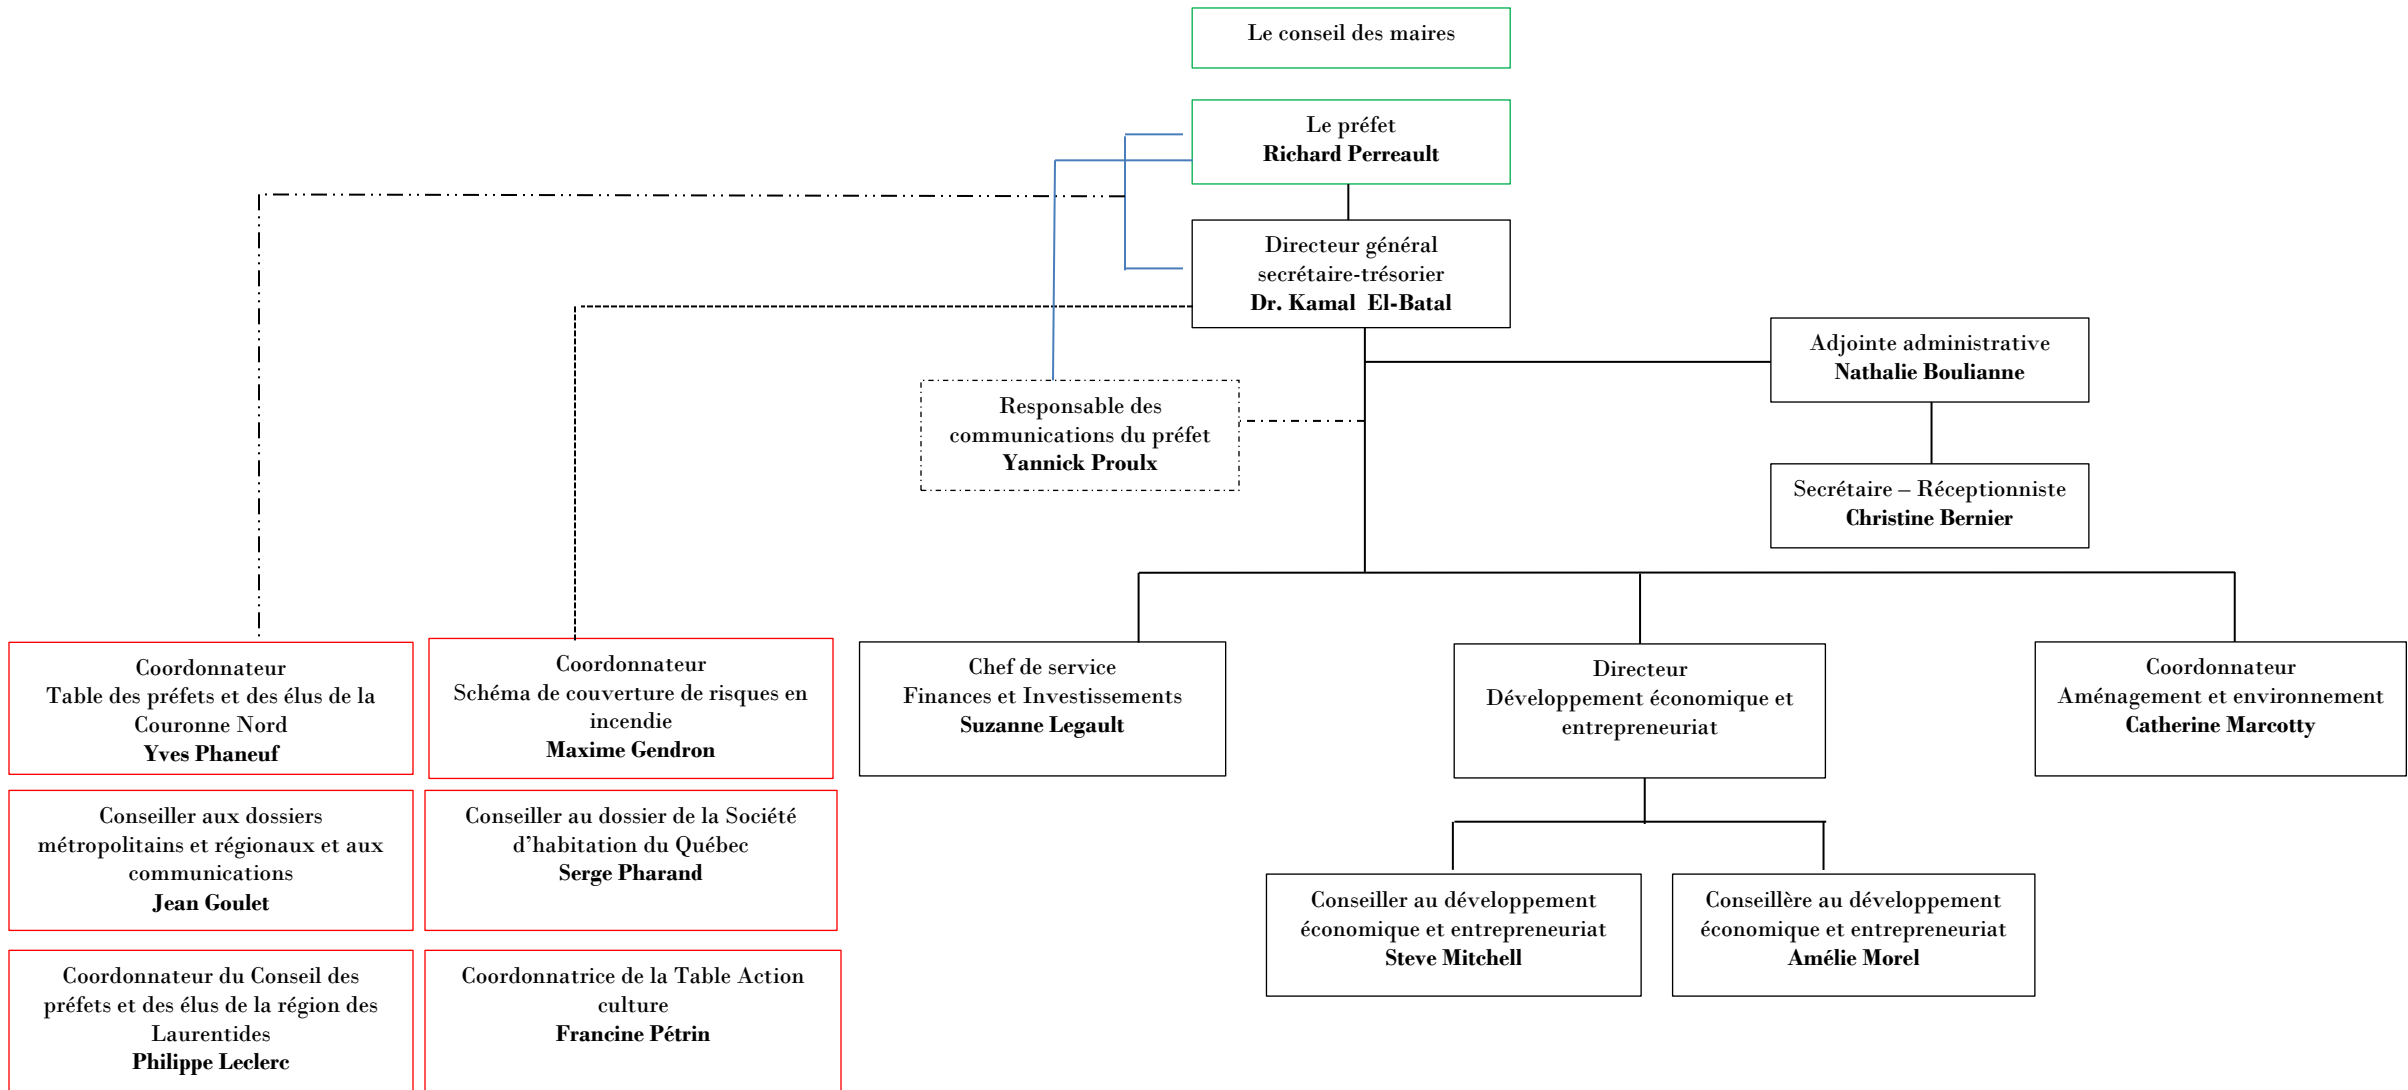 Le conseil des maires
Le préfet
Richard Perreault
Directeur général
secrétaire-trésorier
Dr. Kamal El-Batal
Adjointe administrative
Nathalie Boulianne
Responsable des
communications du préfet
Yannick Proulx
Secrétaire – Réceptionniste
Christine Bernier
Coordonnateur
Table des préfets et des élus de la
Couronne Nord
Yves Phaneuf
Coordonnateur
Schéma de couverture de risques en
incendie
Maxime Gendron
Chef de service
Finances et Investissements
Suzanne Legault
Directeur
Développement économique et
entrepreneuriat
Coordonnateur
Aménagement et environnement
Catherine Marcotty
Conseiller aux dossiers
métropolitains et régionaux et aux
communications
Jean Goulet
Conseiller au dossier de la Société
d'habitation du Québec
Serge Pharand
Conseiller au développement
économique et entrepreneuriat
Steve Mitchell
Conseillère au développement
économique et entrepreneuriat
Amélie Morel
Coordonnateur du Conseil des
préfets et des élus de la région des
Laurentides
Philippe Leclerc
Coordonnatrice de la Table Action
culture
Francine Pétrin